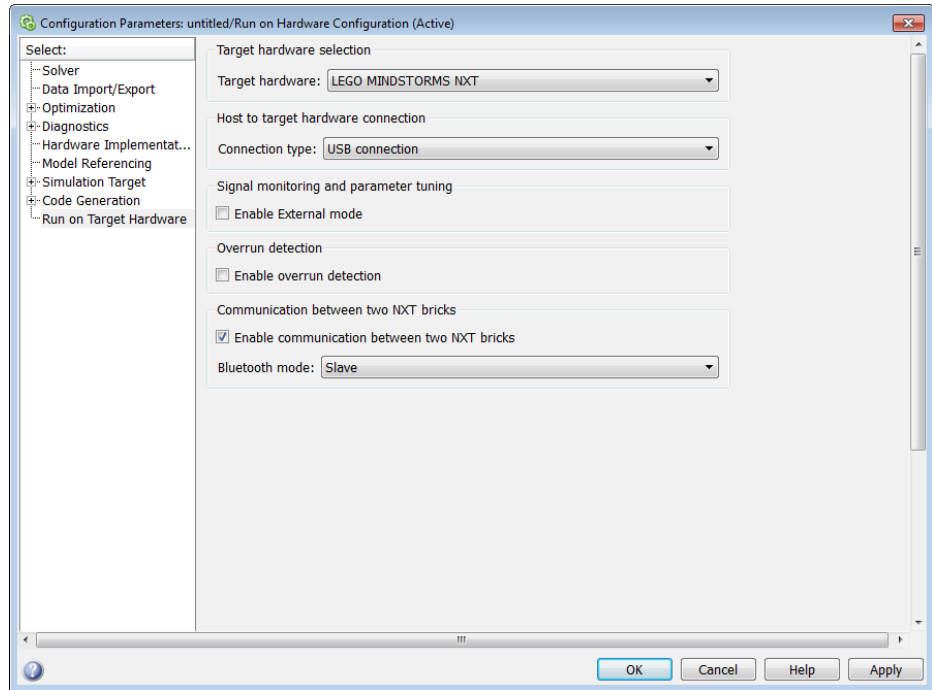 Configuration Parameters: untitled/Run on Hardware Configuration (Active)
Select:
Solver
Data Import/Export
Optimization
Diagnostics
Hardware Implementat...
Model Referencing
Simulation Target
Code Generation
Run on Target Hardware
Target hardware selection
Target hardware: LEGO MINDSTORMS NXT
Host to target hardware connection
Connection type: USB connection
Signal monitoring and parameter tuning
Enable External mode
Overrun detection
Enable overrun detection
Communication between two NXT bricks
Enable communication between two NXT bricks
Bluetooth mode: Slave
OK Cancel Help Apply